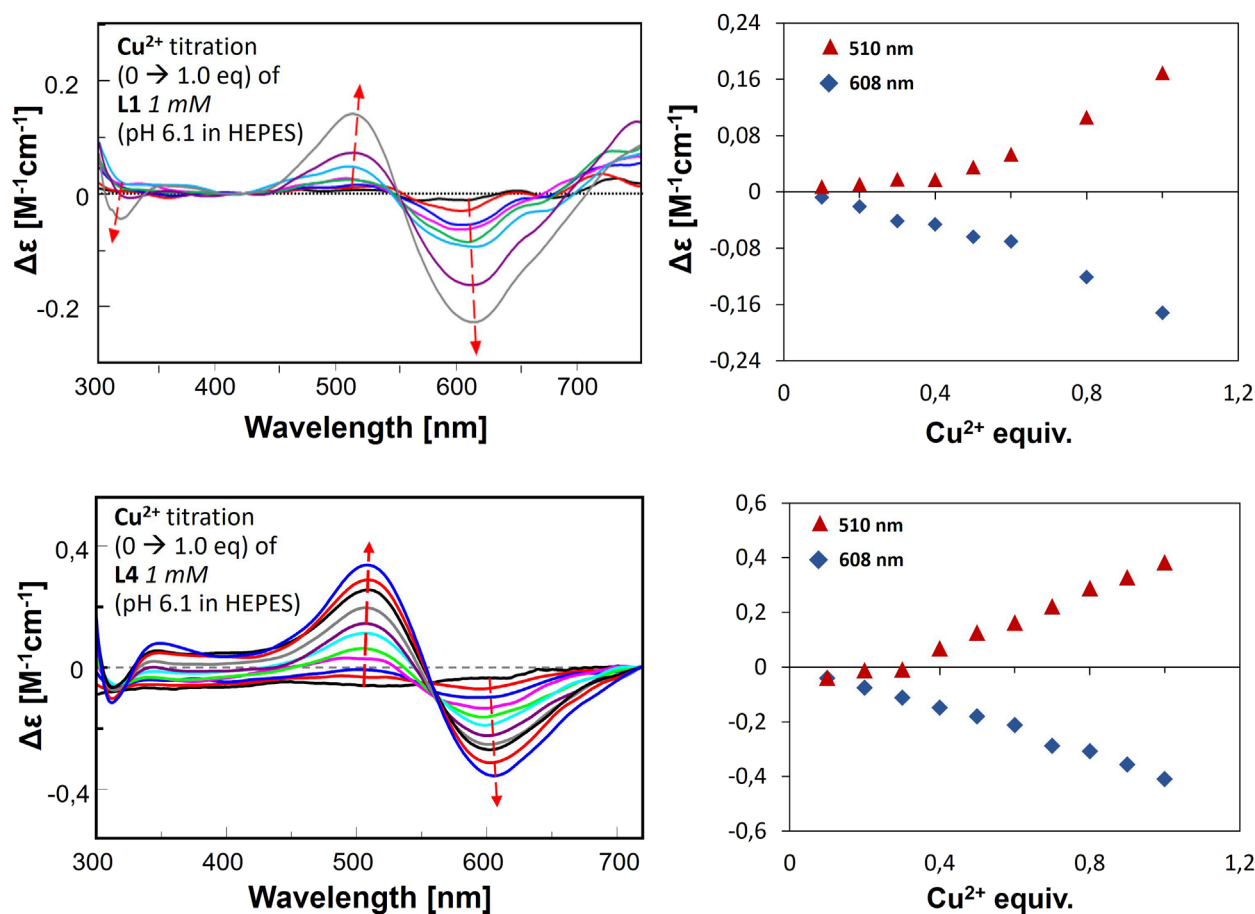 Cu²⁺ titration
(0 → 1.0 eq) of
L1 1 mM
(pH 6.1 in HEPES)
Δε [M⁻¹cm⁻¹]
0.2
0
-0.2
300
400
500
600
700
Wavelength [nm]
510 nm
608 nm
Δε [M⁻¹cm⁻¹]
0,24
0,16
0,08
0
-0,08
-0,16
-0,24
0
0,4
0,8
1,2
Cu²⁺ equiv.
Cu²⁺ titration
(0 → 1.0 eq) of
L4 1 mM
(pH 6.1 in HEPES)
Δε [M⁻¹cm⁻¹]
0,4
0
-0,4
300
400
500
600
700
Wavelength [nm]
510 nm
608 nm
Δε [M⁻¹cm⁻¹]
0,6
0,4
0,2
0
-0,2
-0,4
-0,6
0
0,4
0,8
1,2
Cu²⁺ equiv.